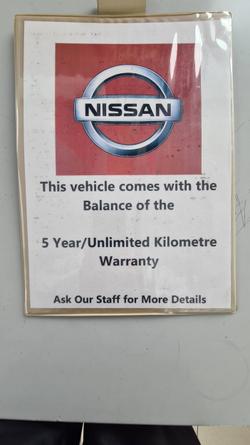 NISSAN
This vehicle comes with the
Balance of the
5 Year/Unlimited Kilometre
Warranty
Ask Our Staff for More Details